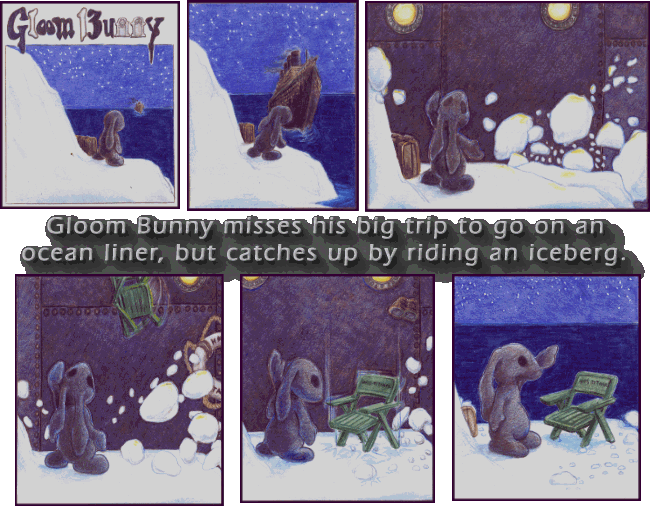 Gloom Bunny
Gloom Bunny misses his big trip to go on an
ocean liner, but catches up by riding an iceberg.